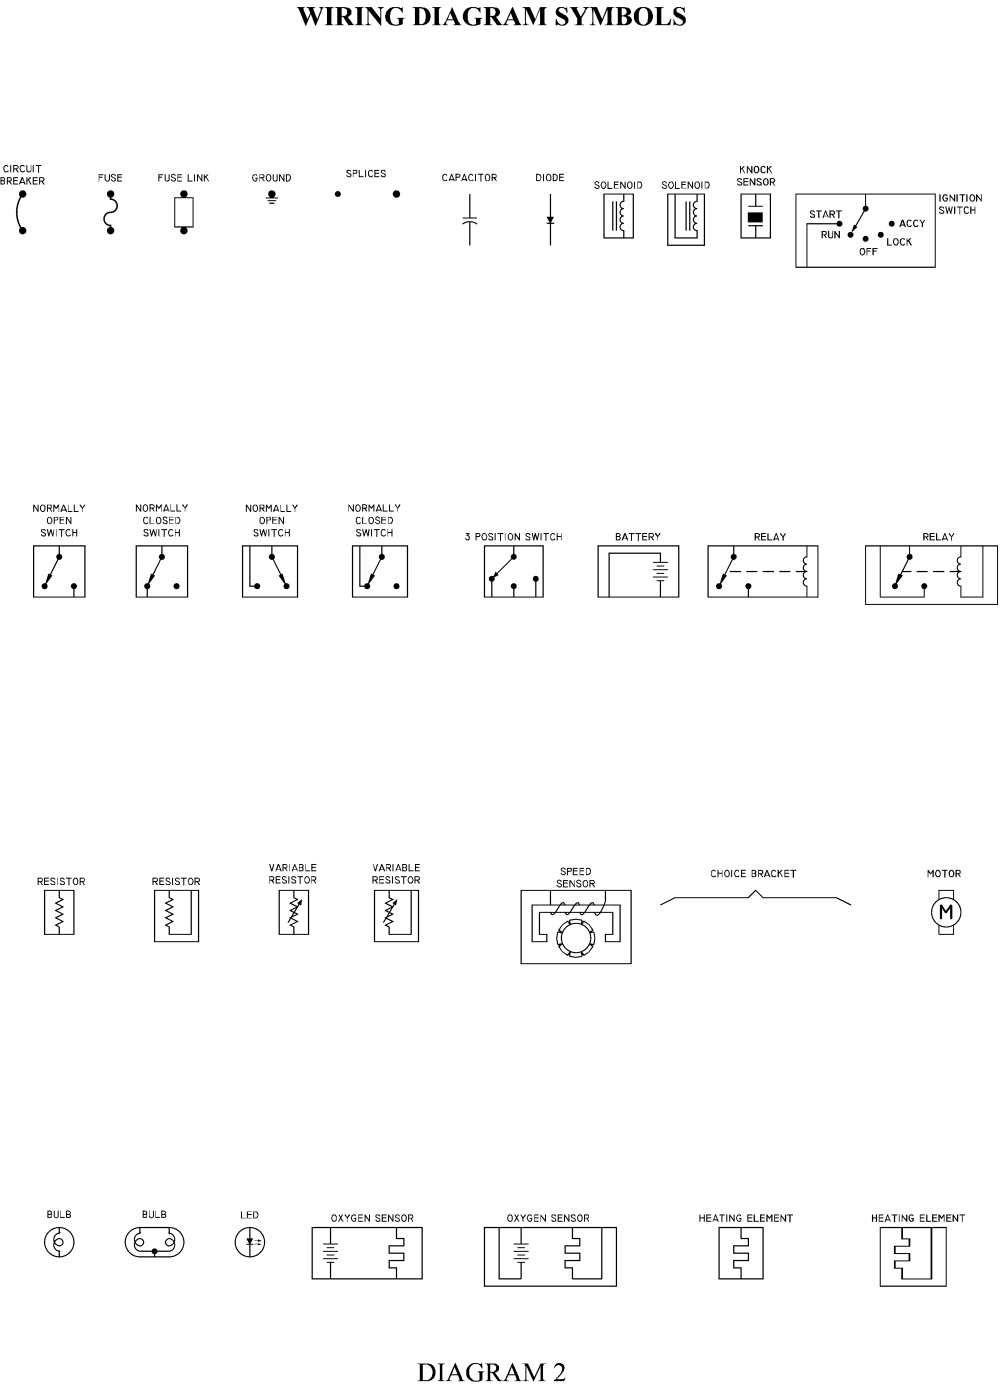 WIRING DIAGRAM SYMBOLS
CIRCUIT
BREAKER
FUSE
FUSE LINK
GROUND
SPLICES
CAPACITOR
DIODE
SOLENOID
SOLENOID
KNOCK
SENSOR
IGNITION
SWITCH
START
RUN
OFF
LOCK
ACCY
NORMALLY
OPEN
SWITCH
NORMALLY
CLOSED
SWITCH
NORMALLY
OPEN
SWITCH
NORMALLY
CLOSED
SWITCH
3 POSITION SWITCH
BATTERY
RELAY
RELAY
RESISTOR
RESISTOR
VARIABLE
RESISTOR
VARIABLE
RESISTOR
SPEED
SENSOR
CHOICE BRACKET
MOTOR
M
BULB
BULB
LED
OXYGEN SENSOR
OXYGEN SENSOR
HEATING ELEMENT
HEATING ELEMENT
DIAGRAM 2